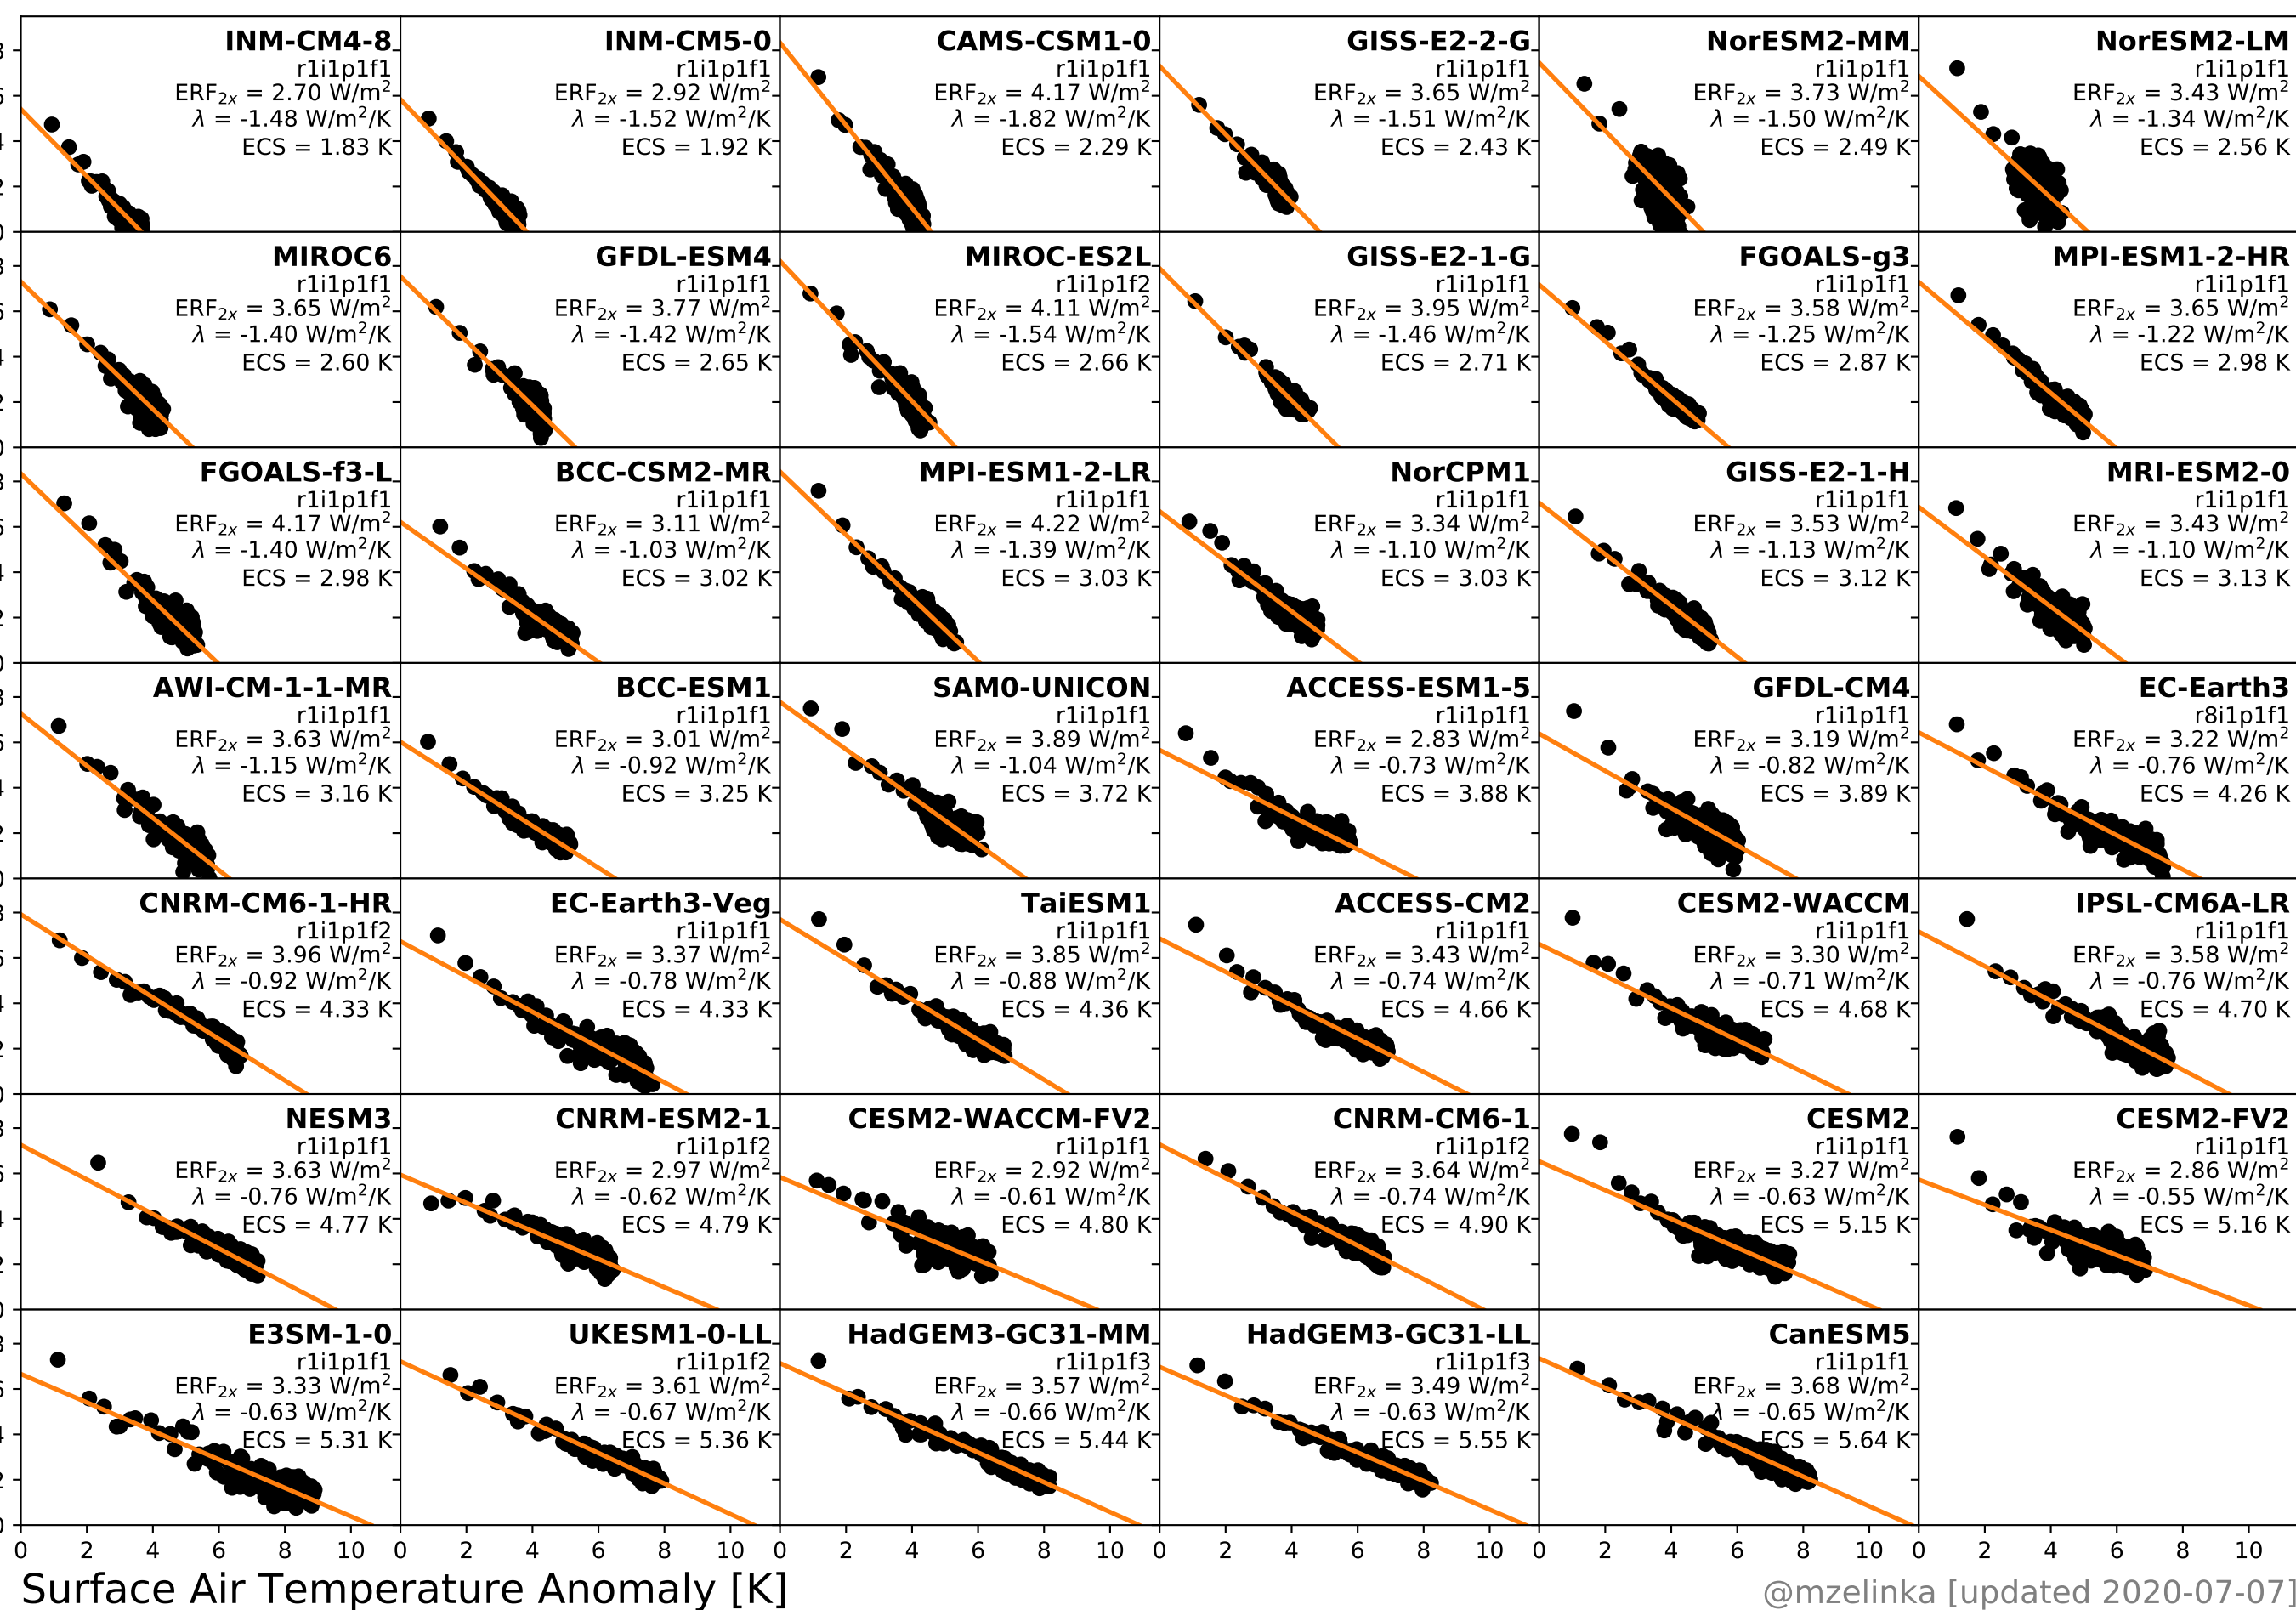 INM-CM4-8
r1i1p1f1
ERF2x = 2.70 W/m2
λ = -1.48 W/m2/K
ECS = 1.83 K
INM-CM5-0
r1i1p1f1
ERF2x = 2.92 W/m2
λ = -1.52 W/m2/K
ECS = 1.92 K
CAMS-CSM1-0
r1i1p1f1
ERF2x = 4.17 W/m2
λ = -1.82 W/m2/K
ECS = 2.29 K
GISS-E2-2-G
r1i1p1f1
ERF2x = 3.65 W/m2
λ = -1.51 W/m2/K
ECS = 2.43 K
NorESM2-MM
r1i1p1f1
ERF2x = 3.73 W/m2
λ = -1.50 W/m2/K
ECS = 2.49 K
NorESM2-LM
r1i1p1f1
ERF2x = 3.43 W/m2
λ = -1.34 W/m2/K
ECS = 2.56 K
MIROC6
r1i1p1f1
ERF2x = 3.65 W/m2
λ = -1.40 W/m2/K
ECS = 2.60 K
GFDL-ESM4
r1i1p1f1
ERF2x = 3.77 W/m2
λ = -1.42 W/m2/K
ECS = 2.65 K
MIROC-ES2L
r1i1p1f2
ERF2x = 4.11 W/m2
λ = -1.54 W/m2/K
ECS = 2.66 K
GISS-E2-1-G
r1i1p1f1
ERF2x = 3.95 W/m2
λ = -1.46 W/m2/K
ECS = 2.71 K
FGOALS-g3
r1i1p1f1
ERF2x = 3.58 W/m2
λ = -1.25 W/m2/K
ECS = 2.87 K
MPI-ESM1-2-HR
r1i1p1f1
ERF2x = 3.65 W/m2
λ = -1.22 W/m2/K
ECS = 2.98 K
FGOALS-f3-L
r1i1p1f1
ERF2x = 4.17 W/m2
λ = -1.40 W/m2/K
ECS = 2.98 K
BCC-CSM2-MR
r1i1p1f1
ERF2x = 3.11 W/m2
λ = -1.03 W/m2/K
ECS = 3.02 K
MPI-ESM1-2-LR
r1i1p1f1
ERF2x = 4.22 W/m2
λ = -1.39 W/m2/K
ECS = 3.03 K
NorCPM1
r1i1p1f1
ERF2x = 3.34 W/m2
λ = -1.10 W/m2/K
ECS = 3.03 K
GISS-E2-1-H
r1i1p1f1
ERF2x = 3.53 W/m2
λ = -1.13 W/m2/K
ECS = 3.12 K
MRI-ESM2-0
r1i1p1f1
ERF2x = 3.43 W/m2
λ = -1.10 W/m2/K
ECS = 3.13 K
AWI-CM-1-1-MR
r1i1p1f1
ERF2x = 3.63 W/m2
λ = -1.15 W/m2/K
ECS = 3.16 K
BCC-ESM1
r1i1p1f1
ERF2x = 3.01 W/m2
λ = -0.92 W/m2/K
ECS = 3.25 K
SAM0-UNICON
r1i1p1f1
ERF2x = 3.89 W/m2
λ = -1.04 W/m2/K
ECS = 3.72 K
ACCESS-ESM1-5
r1i1p1f1
ERF2x = 2.83 W/m2
λ = -0.73 W/m2/K
ECS = 3.88 K
GFDL-CM4
r1i1p1f1
ERF2x = 3.19 W/m2
λ = -0.82 W/m2/K
ECS = 3.89 K
EC-Earth3
r8i1p1f1
ERF2x = 3.22 W/m2
λ = -0.76 W/m2/K
ECS = 4.26 K
CNRM-CM6-1-HR
r1i1p1f2
ERF2x = 3.96 W/m2
λ = -0.92 W/m2/K
ECS = 4.33 K
EC-Earth3-Veg
r1i1p1f1
ERF2x = 3.37 W/m2
λ = -0.78 W/m2/K
ECS = 4.33 K
TaiESM1
r1i1p1f1
ERF2x = 3.85 W/m2
λ = -0.88 W/m2/K
ECS = 4.36 K
ACCESS-CM2
r1i1p1f1
ERF2x = 3.43 W/m2
λ = -0.74 W/m2/K
ECS = 4.66 K
CESM2-WACCM
r1i1p1f1
ERF2x = 3.30 W/m2
λ = -0.71 W/m2/K
ECS = 4.68 K
IPSL-CM6A-LR
r1i1p1f1
ERF2x = 3.58 W/m2
λ = -0.76 W/m2/K
ECS = 4.70 K
NESM3
r1i1p1f1
ERF2x = 3.63 W/m2
λ = -0.76 W/m2/K
ECS = 4.77 K
CNRM-ESM2-1
r1i1p1f2
ERF2x = 2.97 W/m2
λ = -0.62 W/m2/K
ECS = 4.79 K
CESM2-WACCM-FV2
r1i1p1f1
ERF2x = 2.92 W/m2
λ = -0.61 W/m2/K
ECS = 4.80 K
CNRM-CM6-1
r1i1p1f2
ERF2x = 3.64 W/m2
λ = -0.74 W/m2/K
ECS = 4.90 K
CESM2
r1i1p1f1
ERF2x = 3.27 W/m2
λ = -0.63 W/m2/K
ECS = 5.15 K
CESM2-FV2
r1i1p1f1
ERF2x = 2.86 W/m2
λ = -0.55 W/m2/K
ECS = 5.16 K
E3SM-1-0
r1i1p1f1
ERF2x = 3.33 W/m2
λ = -0.63 W/m2/K
ECS = 5.31 K
UKESM1-0-LL
r1i1p1f2
ERF2x = 3.61 W/m2
λ = -0.67 W/m2/K
ECS = 5.36 K
HadGEM3-GC31-MM
r1i1p1f3
ERF2x = 3.57 W/m2
λ = -0.66 W/m2/K
ECS = 5.44 K
HadGEM3-GC31-LL
r1i1p1f3
ERF2x = 3.49 W/m2
λ = -0.63 W/m2/K
ECS = 5.55 K
CanESM5
r1i1p1f1
ERF2x = 3.68 W/m2
λ = -0.65 W/m2/K
ECS = 5.64 K
0 2 4 6 8 10 0 2 4 6 8 10 0 2 4 6 8 10 0 2 4 6 8 10 0 2 4 6 8 10 0 2 4 6 8 10
Surface Air Temperature Anomaly [K]
@mzelinka [updated 2020-07-07]